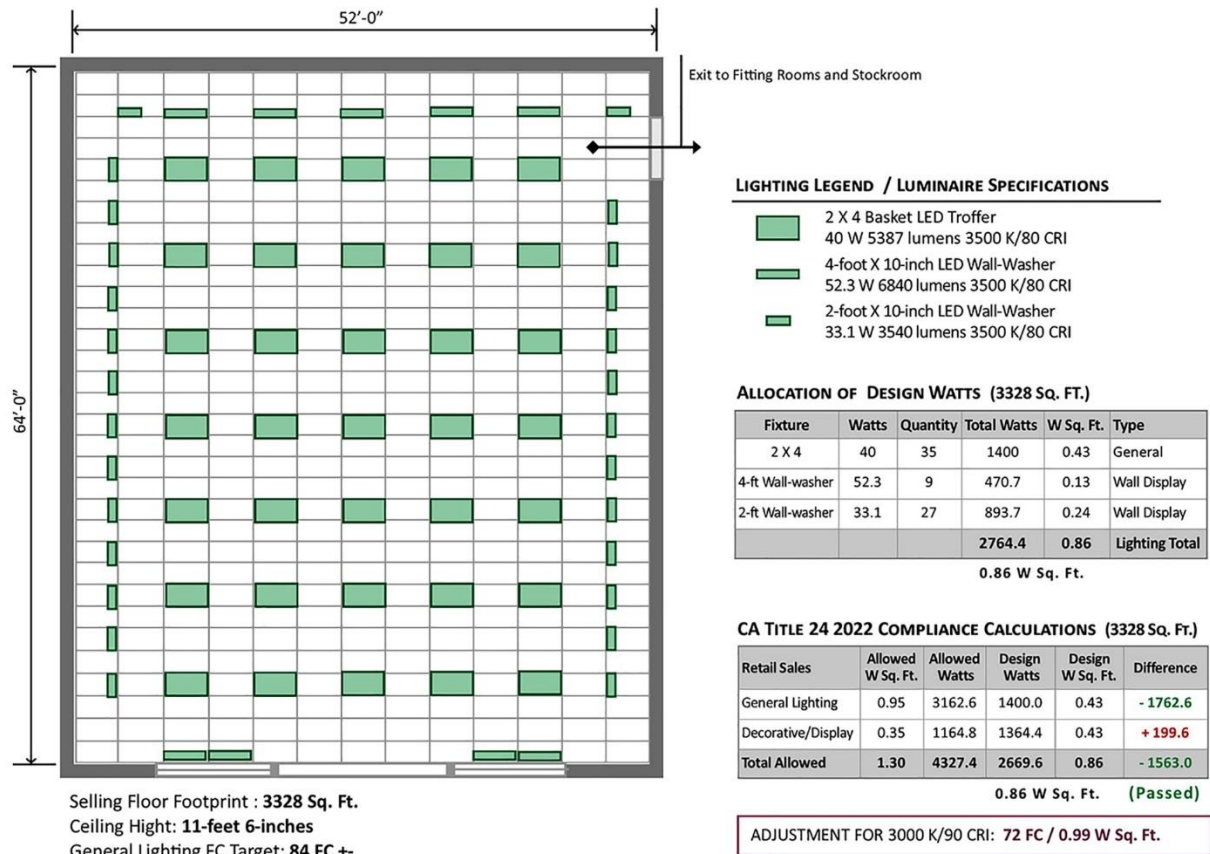 52’-0”
Exit to Fitting Rooms and Stockroom
64’-0”
LIGHTING LEGEND / LUMINAIRE SPECIFICATIONS
2 X 4 Basket LED Troffer
40 W 5387 lumens 3500 K/80 CRI
4-foot X 10-inch LED Wall-Washer
52.3 W 6840 lumens 3500 K/80 CRI
2-foot X 10-inch LED Wall-Washer
33.1 W 3540 lumens 3500 K/80 CRI
ALLOCATION OF DESIGN WATTS (3328 SQ. FT.)
Fixture Watts Quantity Total Watts W Sq. Ft. Type
2 X 4 40 35 1400 0.43 General
4-ft Wall-washer 52.3 9 470.7 0.13 Wall Display
2-ft Wall-washer 33.1 27 893.7 0.24 Wall Display
2764.4 0.86 Lighting Total
0.86 W Sq. Ft.
CA TITLE 24 2022 COMPLIANCE CALCULATIONS (3328 SQ. FT.)
Retail Sales Allowed W Sq. Ft. Allowed Watts Design Watts Design W Sq. Ft. Difference
General Lighting 0.95 3162.6 1400.0 0.43 - 1762.6
Decorative/Display 0.35 1164.8 1364.4 0.43 + 199.6
Total Allowed 1.30 4327.4 2669.6 0.86 - 1563.0
0.86 W Sq. Ft. (Passed)
ADJUSTMENT FOR 3000 K/90 CRI: 72 FC / 0.99 W Sq. Ft.
Selling Floor Footprint : 3328 Sq. Ft.
Ceiling Hight: 11-feet 6-inches
General Lighting FC Target: 84 FC +-